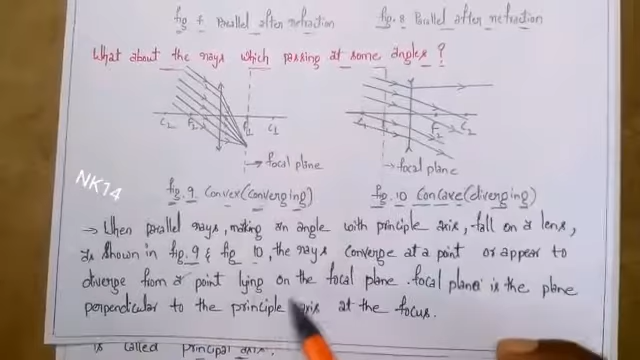 fig 7 Parallel after refraction
fig. 8 Parallel after refraction
What about the rays which passing at some angles ?
C2 F2 F1 C1
F2 C2
focal plane
focal plane
fig. 9 Convex (converging)
fig. 10 Concave (diverging)
NK14
→ When parallel rays, making an angle with principle axis, fall on a lens,
as shown in fig. 9 & fig 10, the rays converge at a point or appear to
diverge from a point lying on the focal plane. focal plane is the plane
perpendicular to the principle axis at the focus.
is called principal axis.